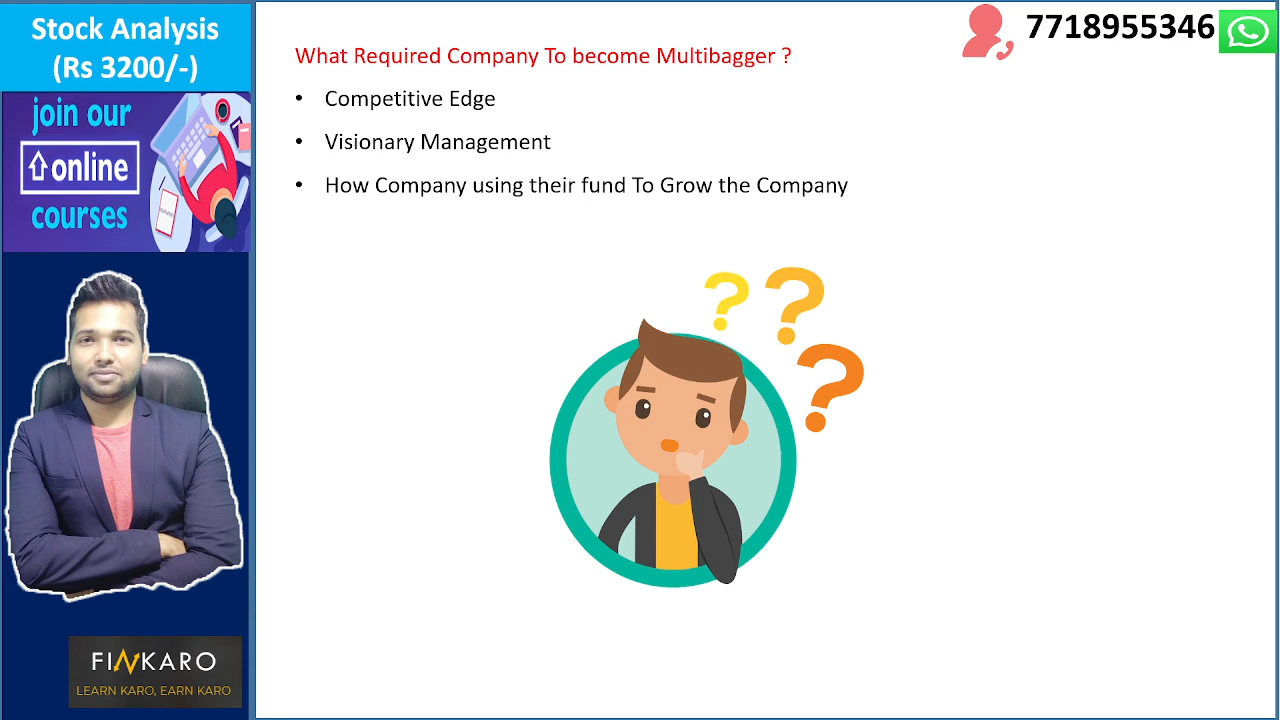 Stock Analysis
(Rs 3200/-)
join our
online
courses
FINKARO
LEARN KARO, EARN KARO
7718955346
What Required Company To become Multibagger ?
• Competitive Edge
• Visionary Management
• How Company using their fund To Grow the Company
? ? ?